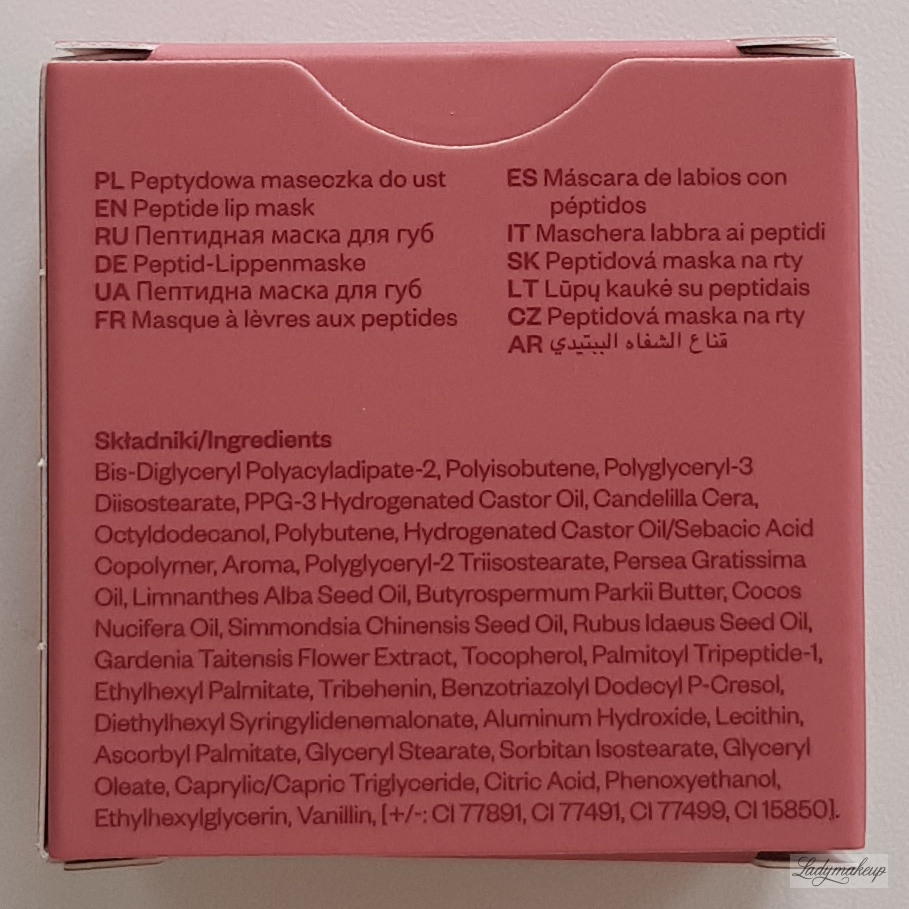 PL Peptydowa maseczka do ust
EN Peptide lip mask
RU Пептидная маска для губ
DE Peptid-Lippenmaske
UA Пептидна маска для губ
FR Masque à lèvres aux peptides
ES Máscara de labios con
péptidos
IT Maschera labbra ai peptidi
SK Peptidová maska na rty
LT Lūpų kaukė su peptidais
CZ Peptidová maska na rty
AR قناع الشفاه الببتيدي
Składniki/Ingredients
Bis-Diglyceryl Polyacyladipate-2, Polyisobutene, Polyglyceryl-3
Diisostearate, PPG-3 Hydrogenated Castor Oil, Candelilla Cera,
Octyldodecanol, Polybutene, Hydrogenated Castor Oil/Sebacic Acid
Copolymer, Aroma, Polyglyceryl-2 Triisostearate, Persea Gratissima
Oil, Limnanthes Alba Seed Oil, Butyrospermum Parkii Butter, Cocos
Nucifera Oil, Simmondsia Chinensis Seed Oil, Rubus Idaeus Seed Oil,
Gardenia Taitensis Flower Extract, Tocopherol, Palmitoyl Tripeptide-1,
Ethylhexyl Palmitate, Tribehenin, Benzotriazolyl Dodecyl P-Cresol,
Diethylhexyl Syringylidenemalonate, Aluminum Hydroxide, Lecithin,
Ascorbyl Palmitate, Glyceryl Stearate, Sorbitan Isostearate, Glyceryl
Oleate, Caprylic/Capric Triglyceride, Citric Acid, Phenoxyethanol,
Ethylhexylglycerin, Vanillin, [+/-: CI 77891, CI 77491, CI 77499, CI 15850].
Ladymakeup